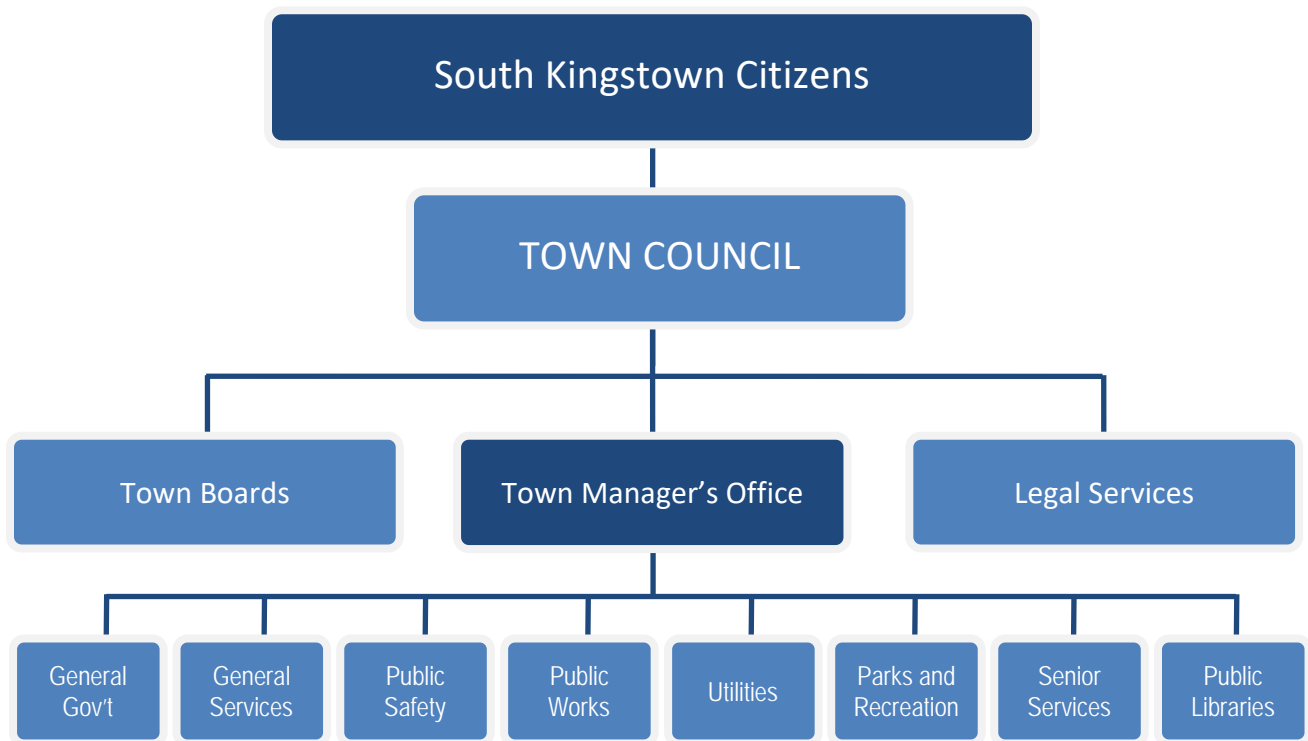 South Kingstown Citizens
TOWN COUNCIL
Town Boards
Town Manager’s Office
Legal Services
General
Gov’t
General
Services
Public
Safety
Public
Works
Utilities
Parks and
Recreation
Senior
Services
Public
Libraries